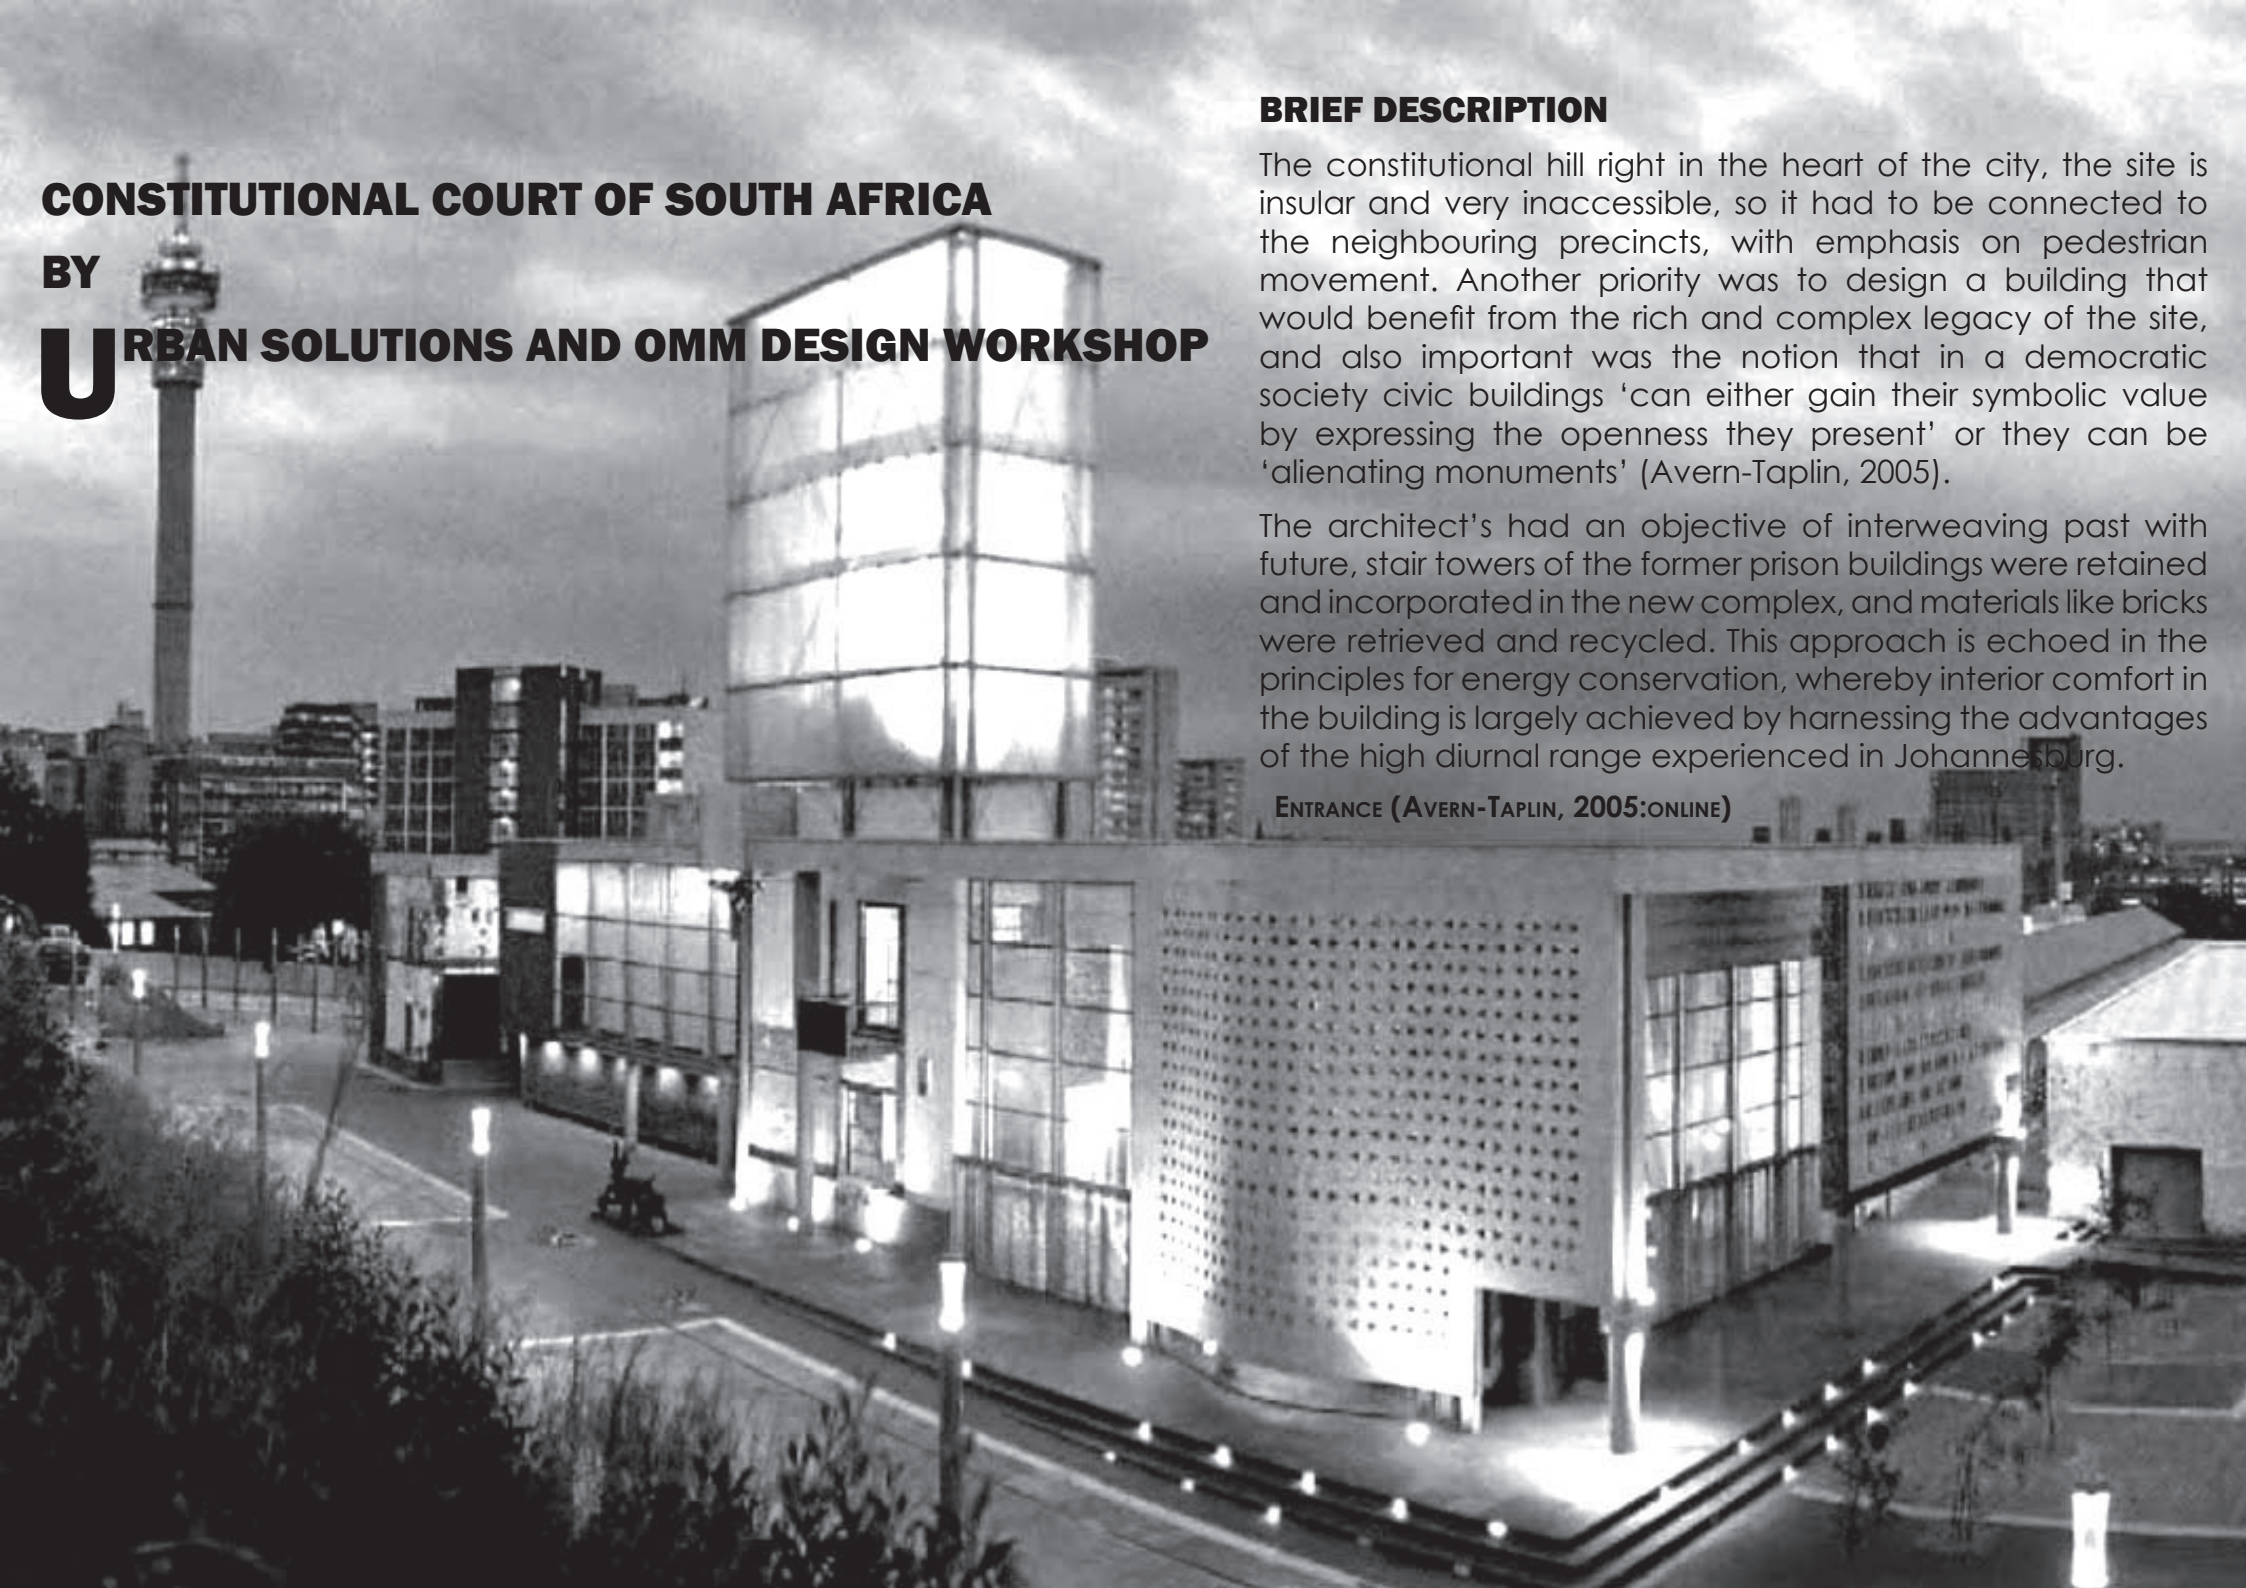 CONSTITUTIONAL COURT OF SOUTH AFRICA
BY
URBAN SOLUTIONS AND OMM DESIGN WORKSHOP
BRIEF DESCRIPTION
The constitutional hill right in the heart of the city, the site is
insular and very inaccessible, so it had to be connected to
the neighbouring precincts, with emphasis on pedestrian
movement. Another priority was to design a building that
would benefit from the rich and complex legacy of the site,
and also important was the notion that in a democratic
society civic buildings ‘can either gain their symbolic value
by expressing the openness they present’ or they can be
‘alienating monuments’ (Avern-Taplin, 2005).
The architect’s had an objective of interweaving past with
future, stair towers of the former prison buildings were retained
and incorporated in the new complex, and materials like bricks
were retrieved and recycled. This approach is echoed in the
principles for energy conservation, whereby interior comfort in
the building is largely achieved by harnessing the advantages
of the high diurnal range experienced in Johannesburg.
Entrance (Avern-Taplin, 2005:online)